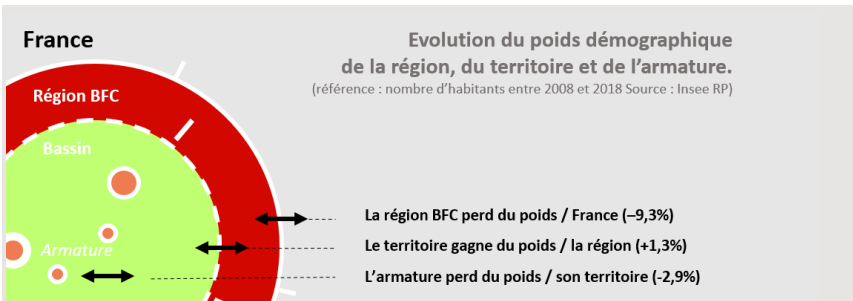 France
Evolution du poids démographique
de la région, du territoire et de l’armature.
(référence : nombre d’habitants entre 2008 et 2018 Source : Insee RP)
Région BFC
Bassin
La région BFC perd du poids / France (–9,3%)
Le territoire gagne du poids / la région (+1,3%)
Armature
L’armature perd du poids / son territoire (-2,9%)